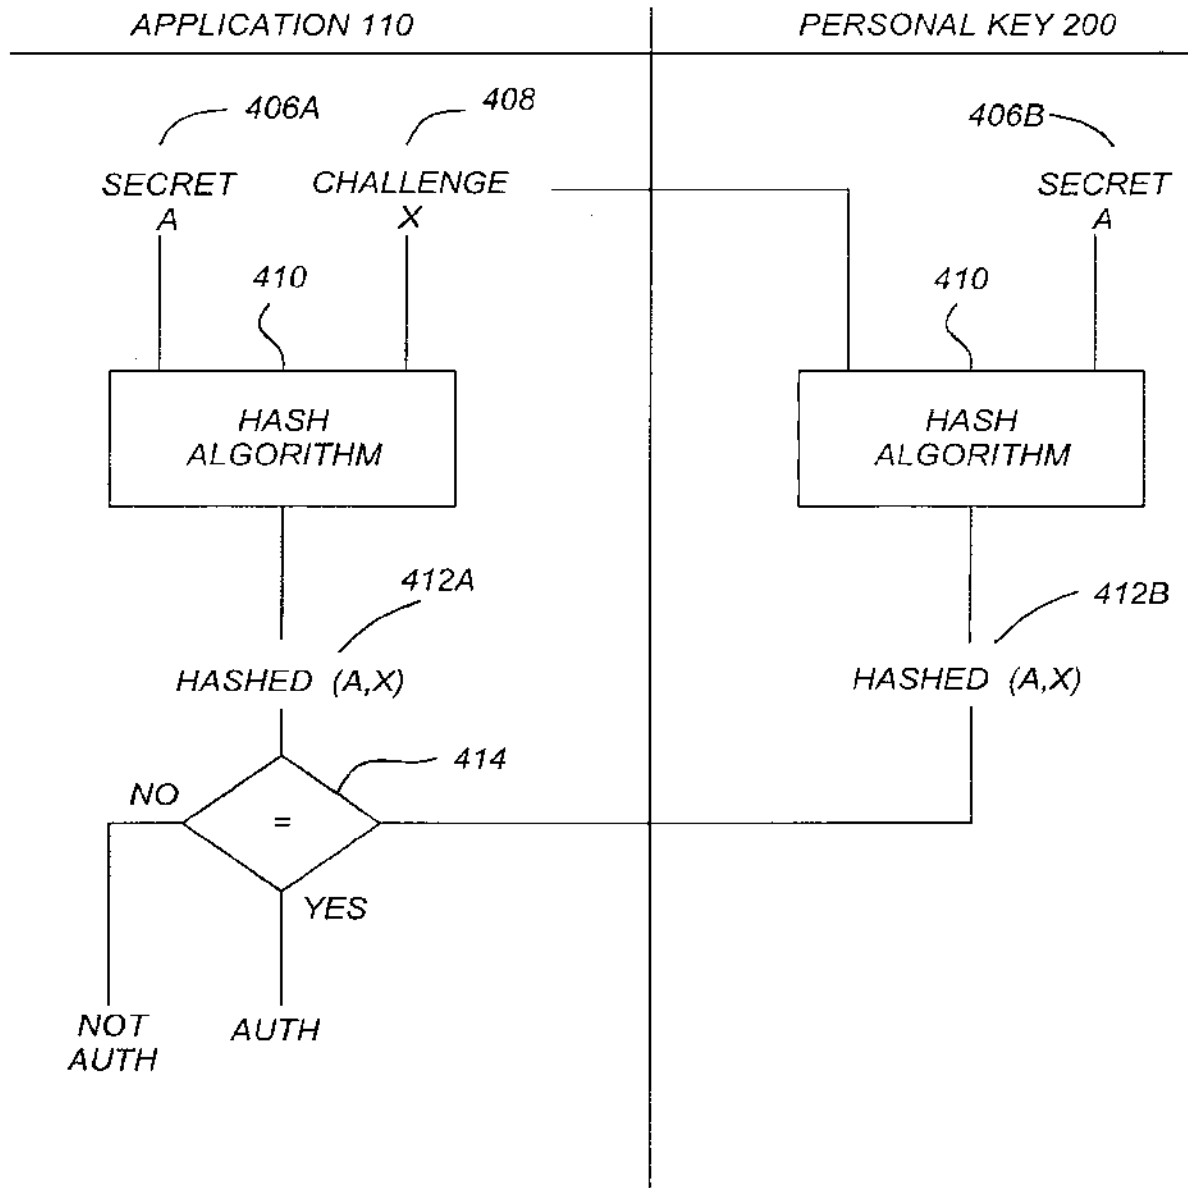 APPLICATION 110
PERSONAL KEY 200
406A
408
406B
SECRET
A
CHALLENGE
X
SECRET
A
410
410
HASH
ALGORITHM
HASH
ALGORITHM
412A
412B
HASHED (A,X)
HASHED (A,X)
414
NO
=
YES
NOT
AUTH
AUTH